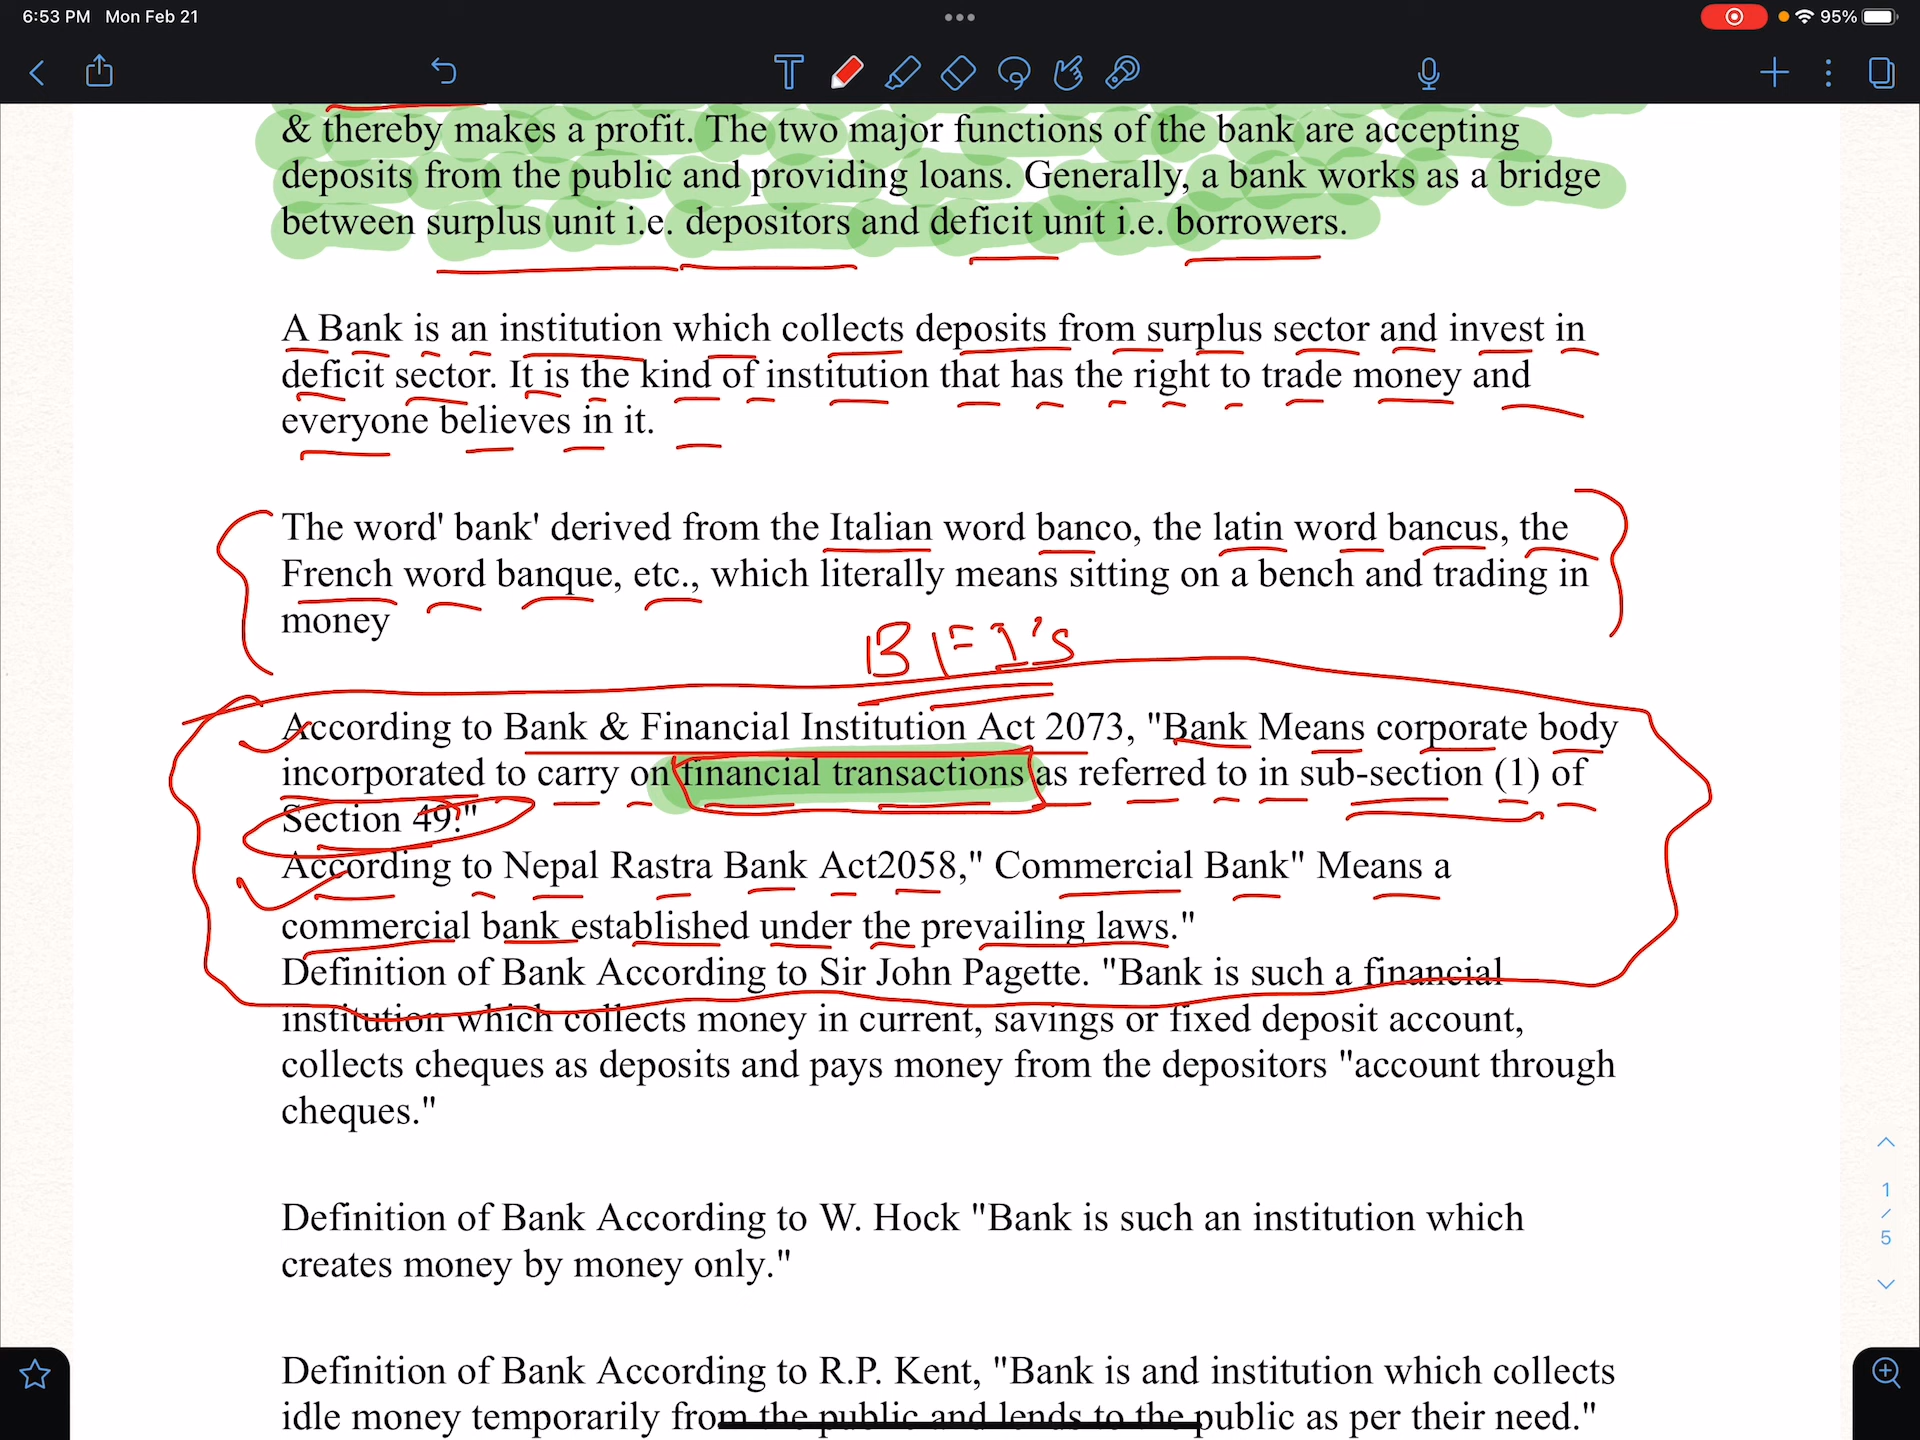 6:53 PM Mon Feb 21
95%
& thereby makes a profit. The two major functions of the bank are accepting
deposits from the public and providing loans. Generally, a bank works as a bridge
between surplus unit i.e. depositors and deficit unit i.e. borrowers.
A Bank is an institution which collects deposits from surplus sector and invest in
deficit sector. It is the kind of institution that has the right to trade money and
everyone believes in it.
The word' bank' derived from the Italian word banco, the latin word bancus, the
French word banque, etc., which literally means sitting on a bench and trading in
money
BFI's
According to Bank & Financial Institution Act 2073, "Bank Means corporate body
incorporated to carry on financial transactions as referred to in sub-section (1) of
Section 49."
According to Nepal Rastra Bank Act2058," Commercial Bank" Means a
commercial bank established under the prevailing laws."
Definition of Bank According to Sir John Pagette. "Bank is such a financial
institution which collects money in current, savings or fixed deposit account,
collects cheques as deposits and pays money from the depositors "account through
cheques."
Definition of Bank According to W. Hock "Bank is such an institution which
creates money by money only."
Definition of Bank According to R.P. Kent, "Bank is and institution which collects
idle money temporarily from the public and lends to the public as per their need."
1
/
5